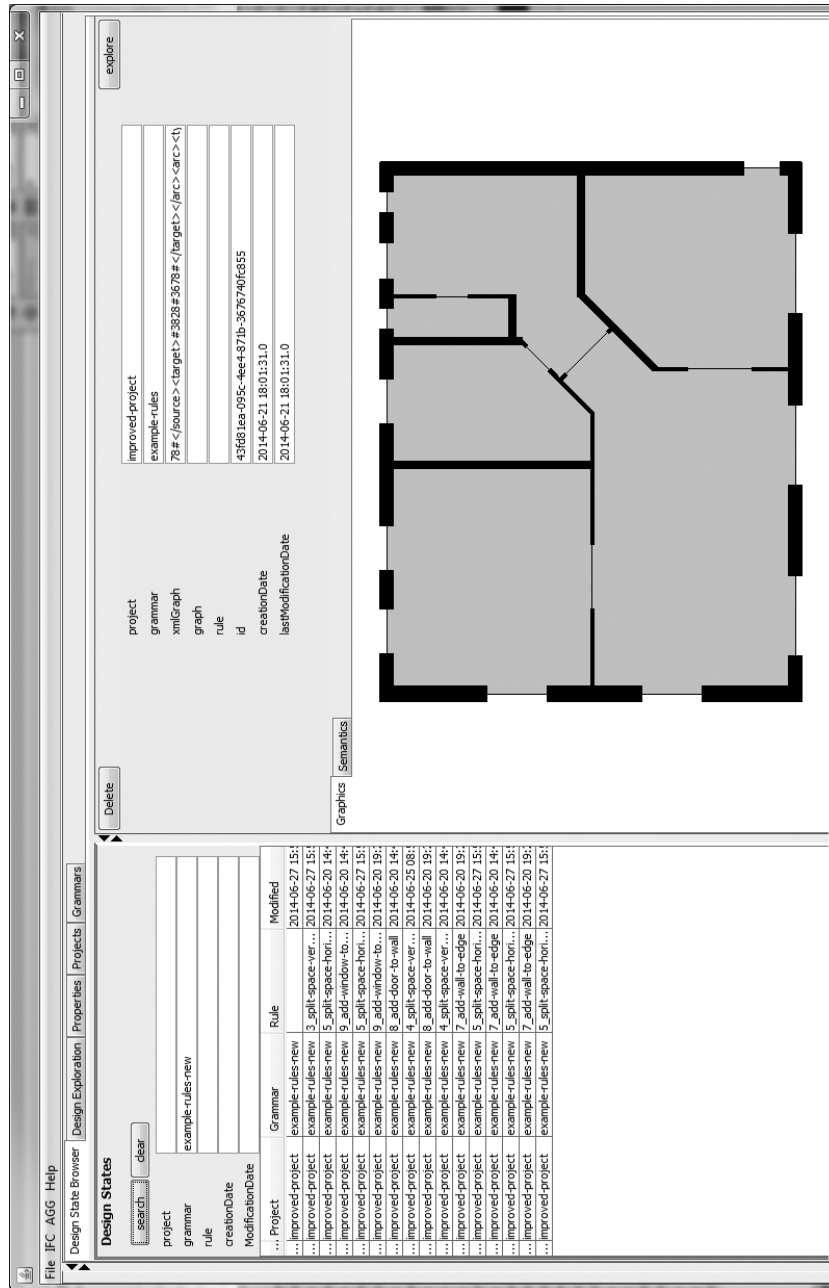 File IFC AGG Help
Design State Browser Design Exploration Properties Projects Grammars
Design States
search clear
project
grammar example-rules-new
rule
creationDate
ModificationDate
... Project Grammar Rule Modified
... improved-project example-rules-new 2014-06-27 15:
... improved-project example-rules-new 3_split-space-ver... 2014-06-27 15:
... improved-project example-rules-new 5_split-space-hori... 2014-06-20 14:
... improved-project example-rules-new 9_add-window-to... 2014-06-20 14:
... improved-project example-rules-new 5_split-space-hori... 2014-06-27 15:
... improved-project example-rules-new 9_add-window-to... 2014-06-20 19:
... improved-project example-rules-new 8_add-door-to-wall 2014-06-20 14:
... improved-project example-rules-new 4_split-space-ver... 2014-06-25 08:
... improved-project example-rules-new 8_add-door-to-wall 2014-06-20 19:
... improved-project example-rules-new 4_split-space-ver... 2014-06-20 14:
... improved-project example-rules-new 7_add-wall-to-edge 2014-06-20 19:
... improved-project example-rules-new 5_split-space-hori... 2014-06-27 15:
... improved-project example-rules-new 7_add-wall-to-edge 2014-06-20 14:
... improved-project example-rules-new 5_split-space-hori... 2014-06-27 15:
... improved-project example-rules-new 7_add-wall-to-edge 2014-06-20 19:
... improved-project example-rules-new 5_split-space-hori... 2014-06-27 15:
Delete explore
project improved-project
grammar example-rules
xmlGraph 78#</source><target>#3828#3678#</target></arc><arc><ty
graph
rule
id 43fd81ea-095c-4ee4-871b-3676740fc855
creationDate 2014-06-21 18:01:31.0
lastModificationDate 2014-06-21 18:01:31.0
Graphics Semantics